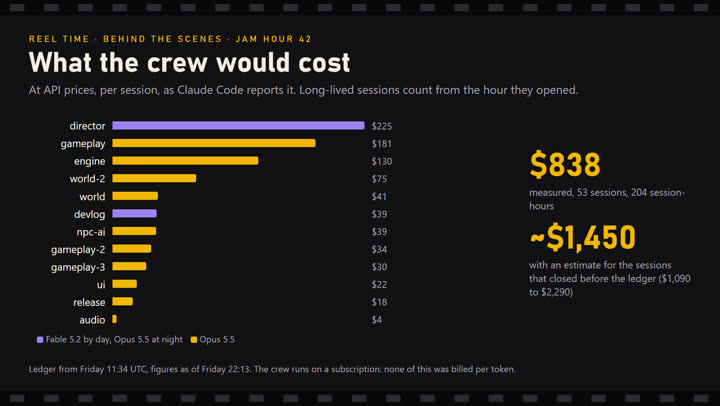 REEL TIME · BEHIND THE SCENES · JAM HOUR 42
What the crew would cost
At API prices, per session, as Claude Code reports it. Long-lived sessions count from the hour they opened.
director $225
gameplay $181
engine $130
world-2 $75
world $41
devlog $39
npc-ai $39
gameplay-2 $34
gameplay-3 $30
ui $22
release $18
audio $4
Fable 5.2 by day, Opus 5.5 at night Opus 5.5
$838
measured, 53 sessions, 204 session-
hours
~$1,450
with an estimate for the sessions
that closed before the ledger ($1,090
to $2,290)
Ledger from Friday 11:34 UTC, figures as of Friday 22:13. The crew runs on a subscription: none of this was billed per token.